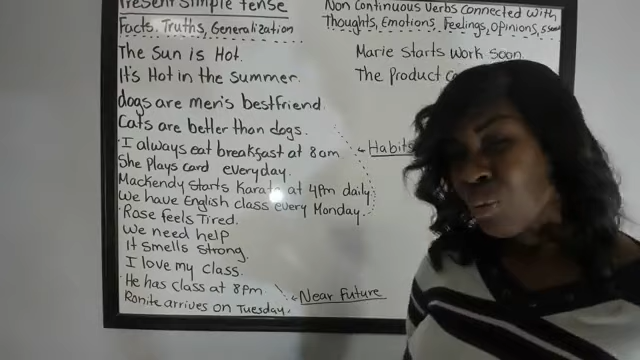 Present Simple Tense
Facts. Truths, Generalization
The Sun is Hot.
It's Hot in the summer.
dogs are men's bestfriend.
Cats are better than dogs.
I always eat breakfast at 8am
She plays card everyday.
Mackendy starts Karate at 4pm daily
We have English class every Monday.
Rose feels Tired.
We need help
It smells strong.
I love my class.
He has class at 8pm.
Ronite arrives on Tuesday.
Habits
Near Future
Non Continuous Verbs connected with
Thoughts, Emotions, Feelings, Opinions,
Marie starts work soon.
The Product